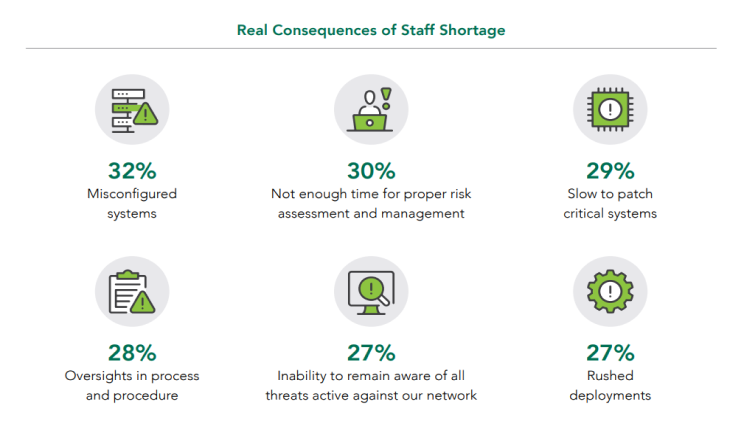 Real Consequences of Staff Shortage
32%
Misconfigured
systems
30%
Not enough time for proper risk
assessment and management
29%
Slow to patch
critical systems
28%
Oversights in process
and procedure
27%
Inability to remain aware of all
threats active against our network
27%
Rushed
deployments